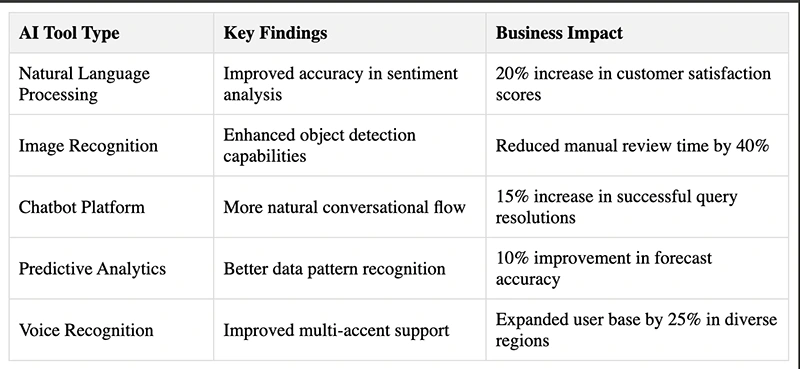 AI Tool Type Key Findings Business Impact
Natural Language Processing Improved accuracy in sentiment analysis 20% increase in customer satisfaction scores
Image Recognition Enhanced object detection capabilities Reduced manual review time by 40%
Chatbot Platform More natural conversational flow 15% increase in successful query resolutions
Predictive Analytics Better data pattern recognition 10% improvement in forecast accuracy
Voice Recognition Improved multi-accent support Expanded user base by 25% in diverse regions